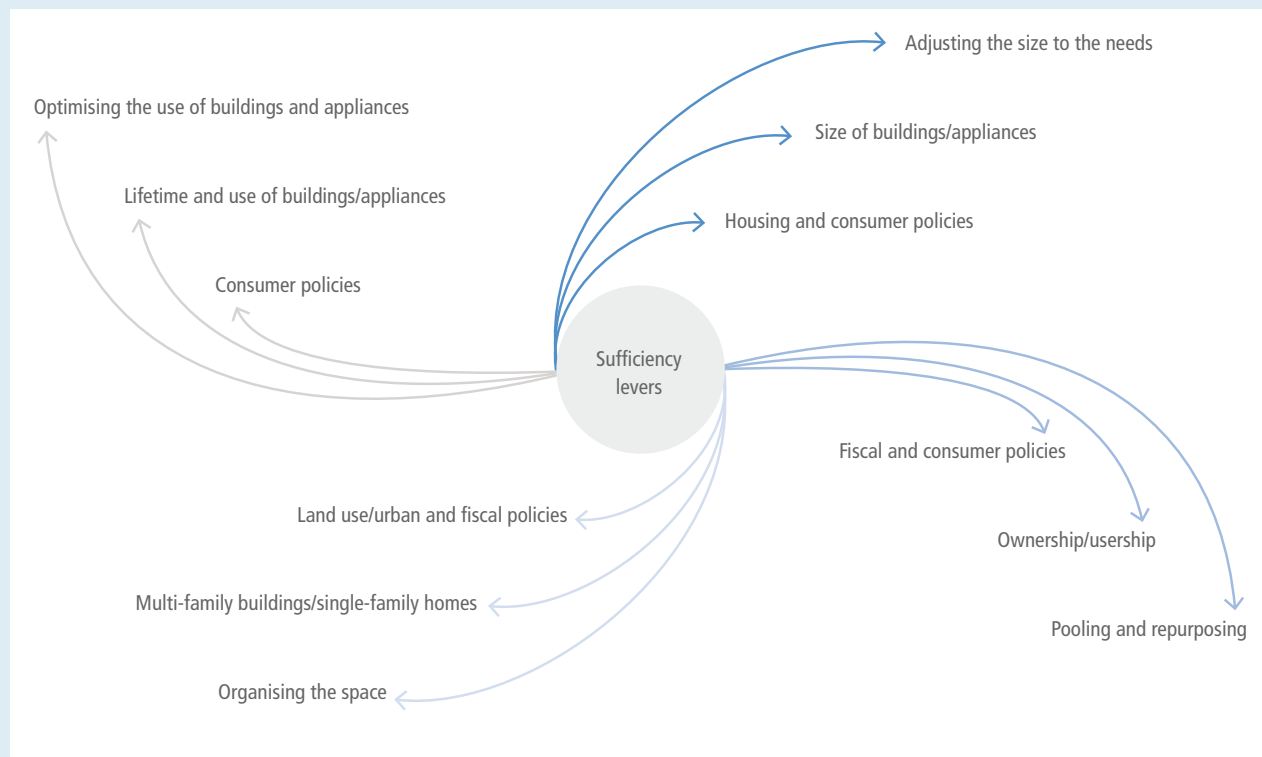 Adjusting the size to the needs
Optimising the use of buildings and appliances
Size of buildings/appliances
Lifetime and use of buildings/appliances
Housing and consumer policies
Consumer policies
Sufficiency
levers
Fiscal and consumer policies
Land use/urban and fiscal policies
Ownership/usership
Multi-family buildings/single-family homes
Pooling and repurposing
Organising the space